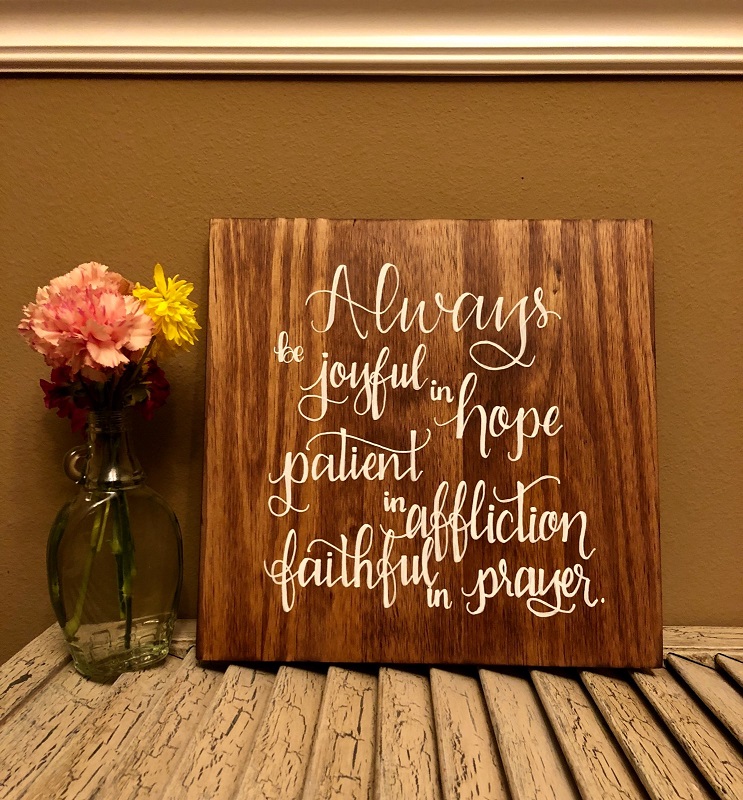 Always
be joyful in hope
patient
in affliction
faithful in prayer.